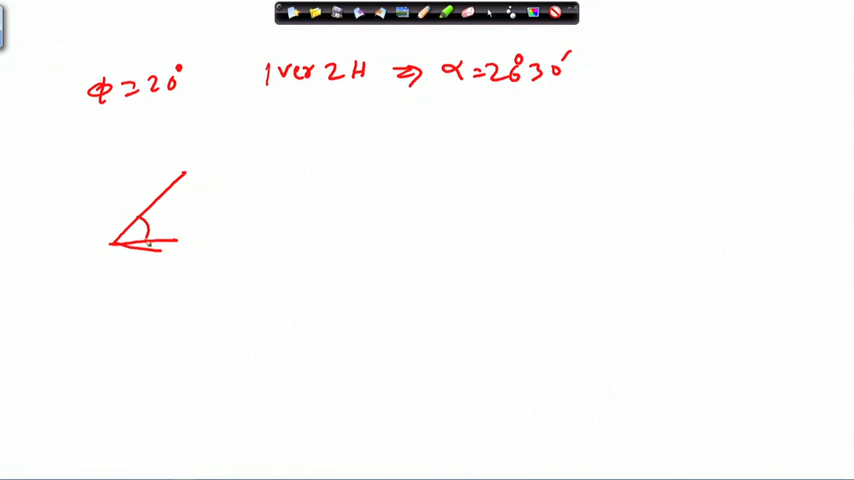 φ = 20° 1 ver 2 H ⇒ α = 26°30′